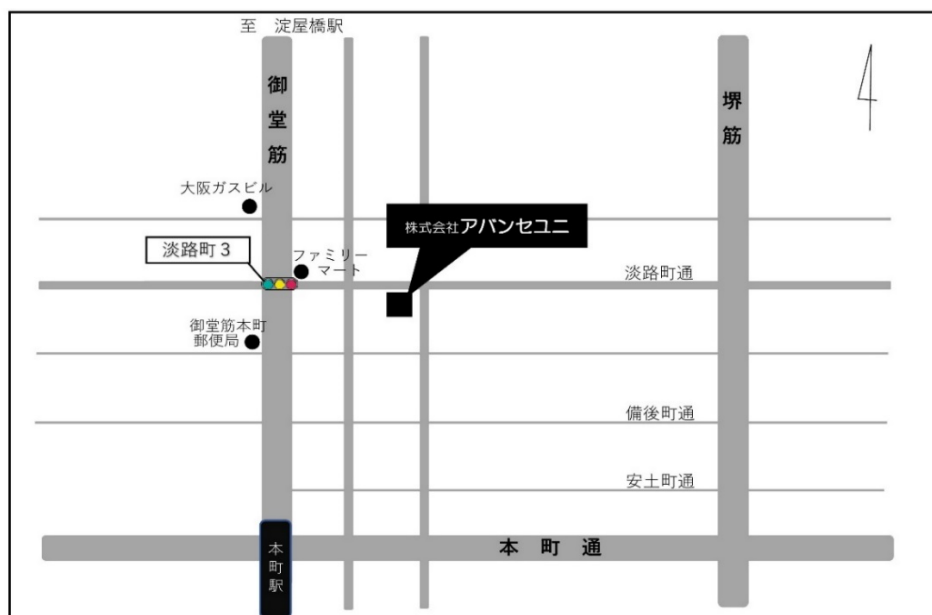 至 淀屋橋駅
御堂筋
堺筋
大阪ガスビル
株式会社アバンセユニ
淡路町3
ファミリー
マート
淡路町通
御堂筋本町
郵便局
備後町通
安土町通
本町通
本町駅